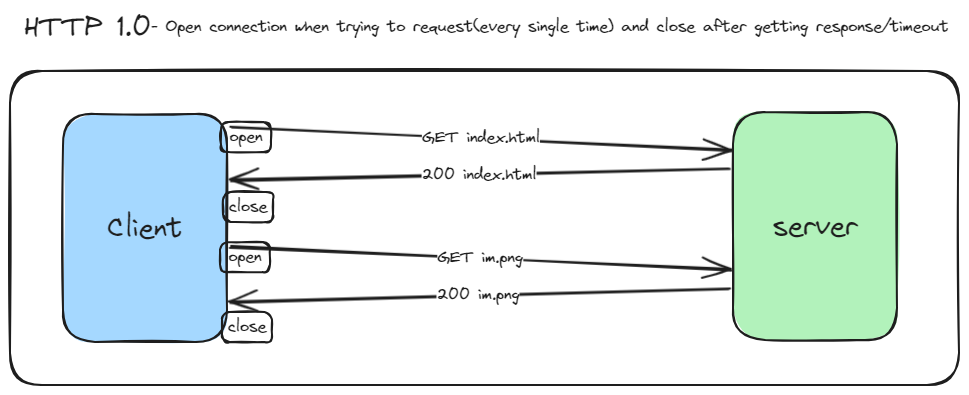 HTTP 1.0- Open connection when trying to request(every single time) and close after getting response/timeout
open
GET index.html
200 index.html
close
Client
server
open
GET im.png
200 im.png
close